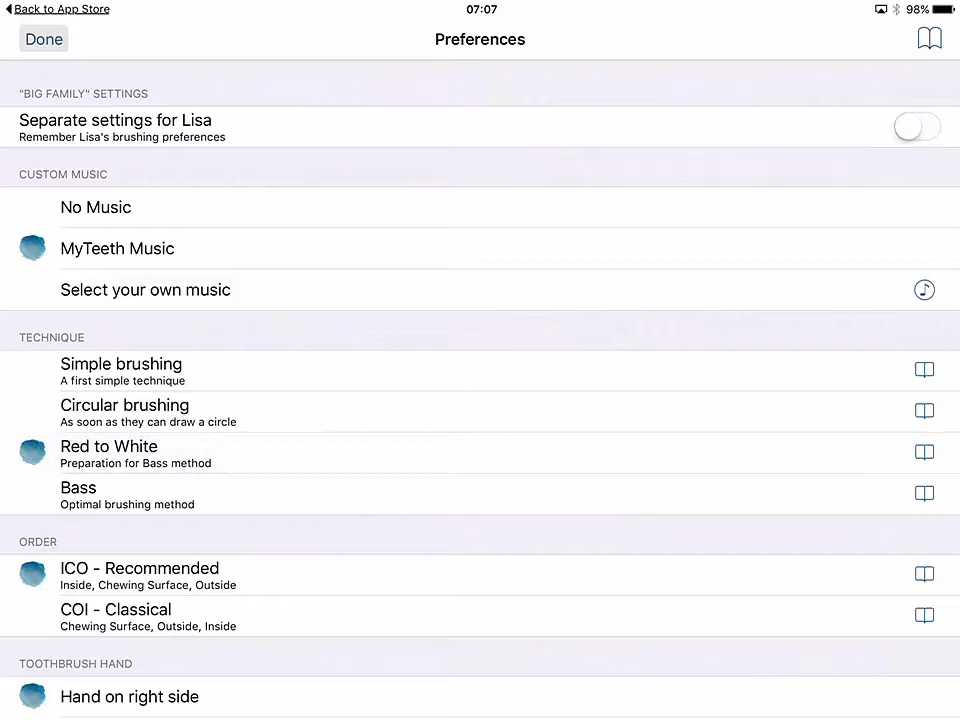 Back to App Store
07:07
98%
Done
Preferences
"BIG FAMILY" SETTINGS
Separate settings for Lisa
Remember Lisa's brushing preferences
CUSTOM MUSIC
No Music
MyTeeth Music
Select your own music
TECHNIQUE
Simple brushing
A first simple technique
Circular brushing
As soon as they can draw a circle
Red to White
Preparation for Bass method
Bass
Optimal brushing method
ORDER
ICO - Recommended
Inside, Chewing Surface, Outside
COI - Classical
Chewing Surface, Outside, Inside
TOOTHBRUSH HAND
Hand on right side